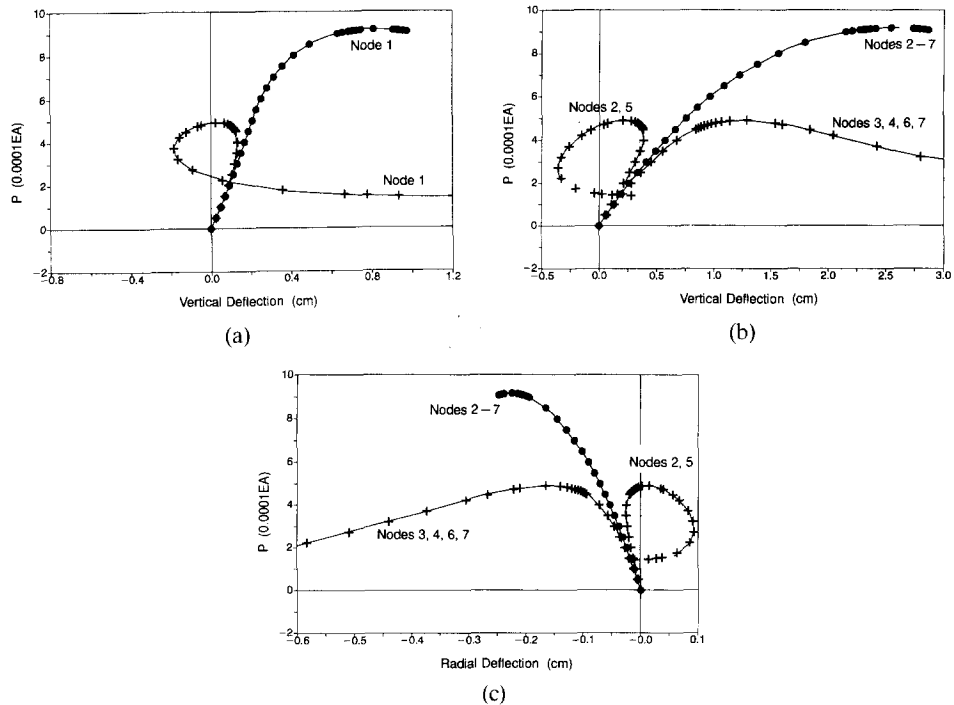 10
8
6
4
2
0
−2
P (0.0001EA)
Node 1
Node 1
−0.8
−0.4
0.0
0.4
0.8
1.2
Vertical Deflection (cm)
(a)
10
8
6
4
2
0
−2
P (0.0001EA)
Nodes 2−7
Nodes 2, 5
Nodes 3, 4, 6, 7
−0.5
0.0
0.5
1.0
1.5
2.0
2.5
3.0
Vertical Deflection (cm)
(b)
10
8
6
4
2
0
−2
P (0.0001EA)
Nodes 2−7
Nodes 2, 5
Nodes 3, 4, 6, 7
−0.6
−0.5
−0.4
−0.3
−0.2
−0.1
−0.0
0.1
Radial Deflection (cm)
(c)